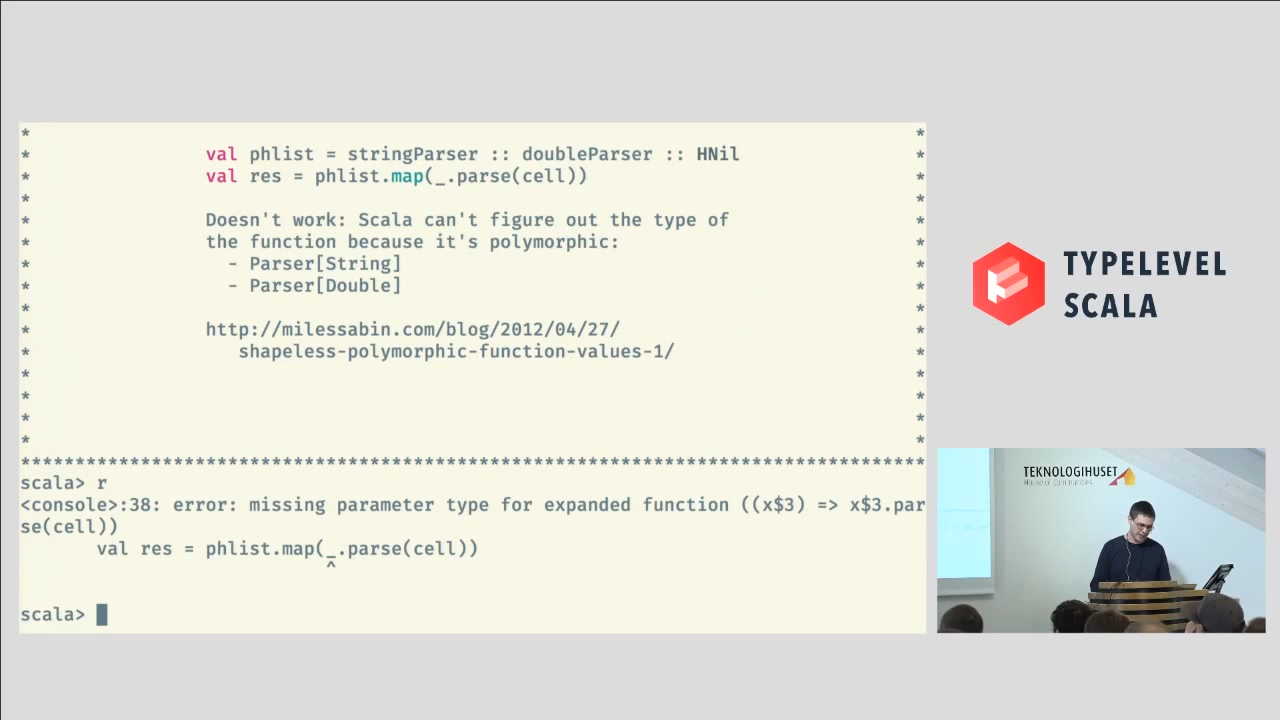 val phlist = stringParser :: doubleParser :: HNil
val res = phlist.map(_.parse(cell))
Doesn't work: Scala can't figure out the type of
the function because it's polymorphic:
- Parser[String]
- Parser[Double]
http://milessabin.com/blog/2012/04/27/
shapeless-polymorphic-function-values-1/
scala> r
<console>:38: error: missing parameter type for expanded function ((x$3) => x$3.par
se(cell))
val res = phlist.map(_.parse(cell))
^
scala>
TYPELEVEL
SCALA
TEKNOLOGIHUSET
House of Communities